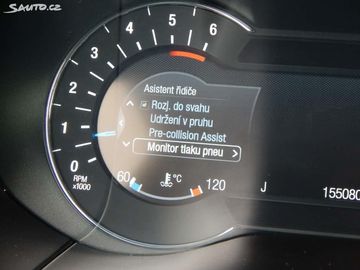 Sauto.cz
6
5
4
3
2
1
0
RPM
x1000
Asistent řidiče
Rozj. do svahu
Udržení v pruhu
Pre-collision Assist
Monitor tlaku pneu
60
°C
120
J
155080